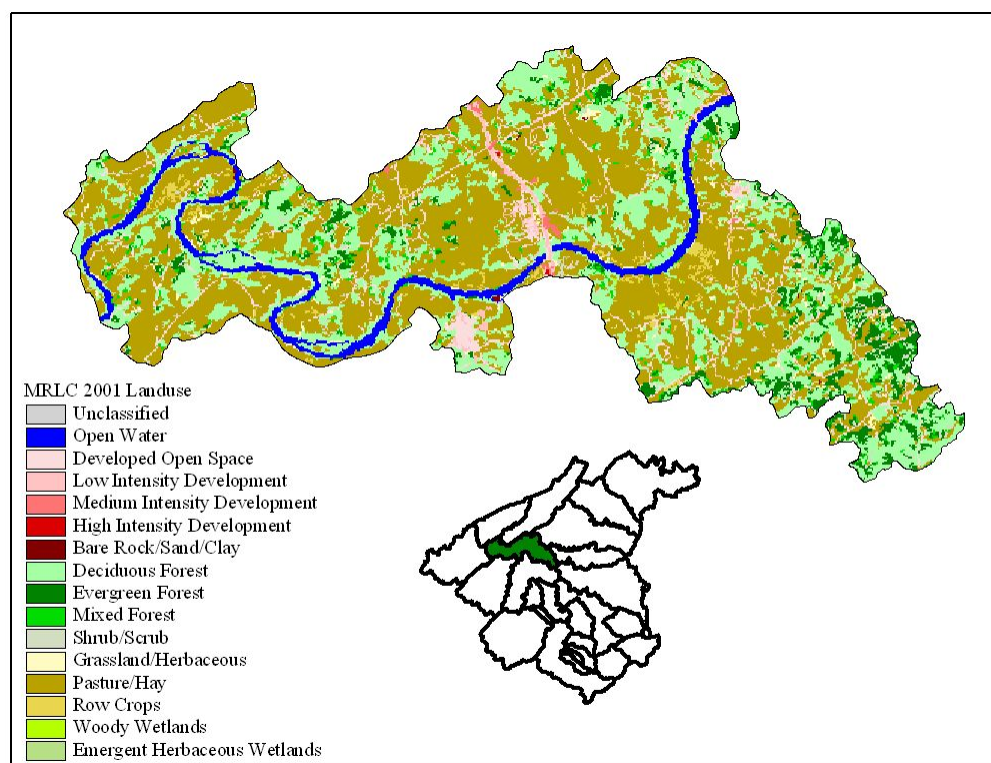 MRLC 2001 Landuse
Unclassified
Open Water
Developed Open Space
Low Intensity Development
Medium Intensity Development
High Intensity Development
Bare Rock/Sand/Clay
Deciduous Forest
Evergreen Forest
Mixed Forest
Shrub/Scrub
Grassland/Herbaceous
Pasture/Hay
Row Crops
Woody Wetlands
Emergent Herbaceous Wetlands